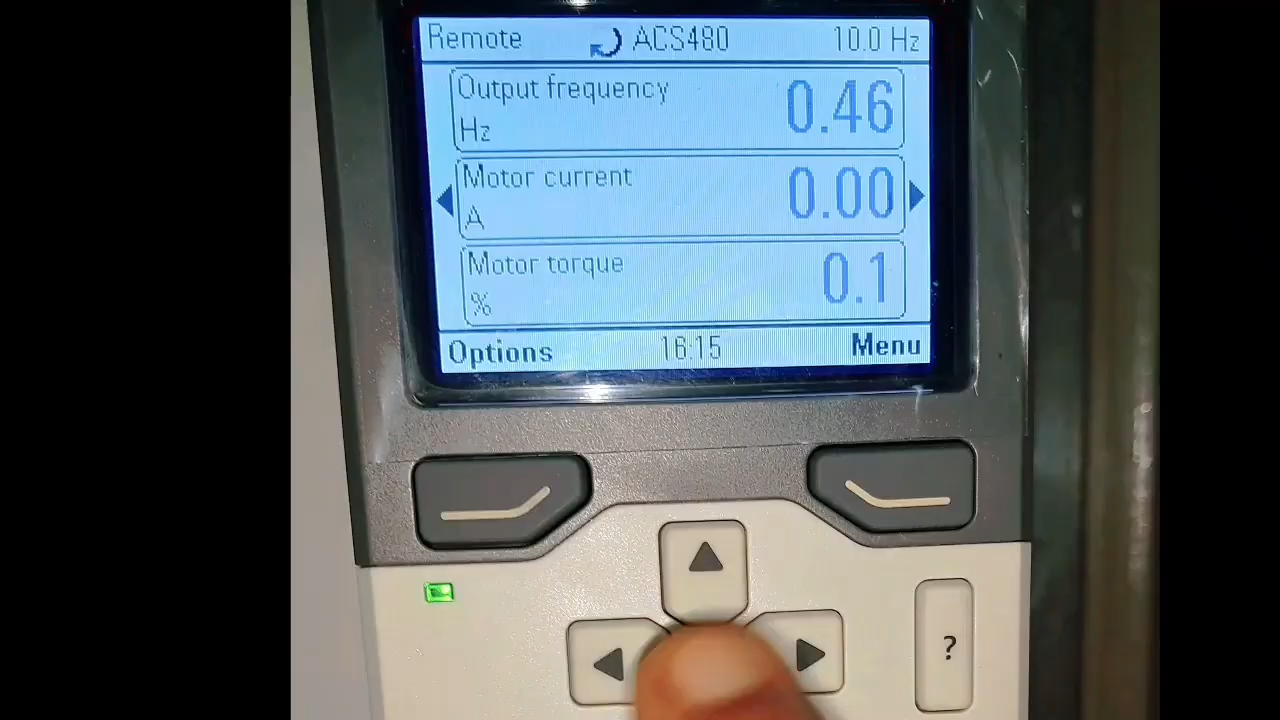 Remote ACS480 10.0 Hz
Output frequency 0.46
Hz
Motor current 0.00
A
Motor torque 0.1
%
Options 16:15 Menu
?